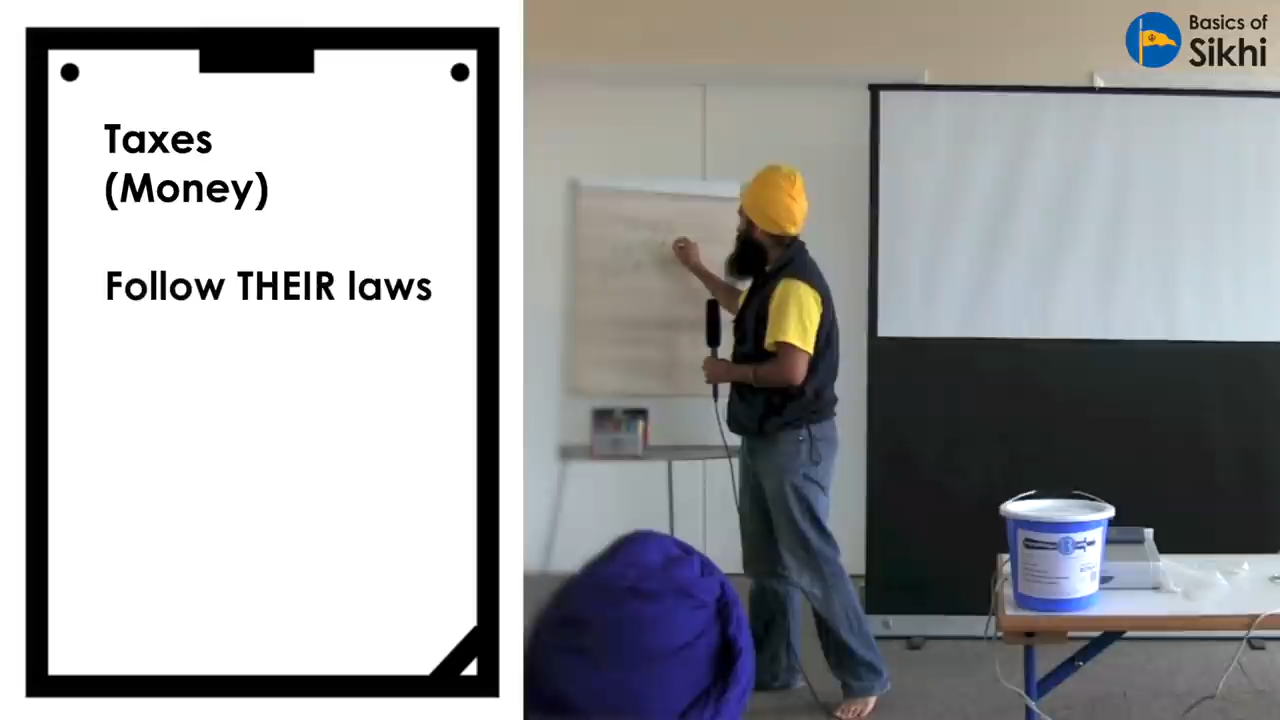 Taxes
(Money)
Follow THEIR laws
Basics of
Sikhi